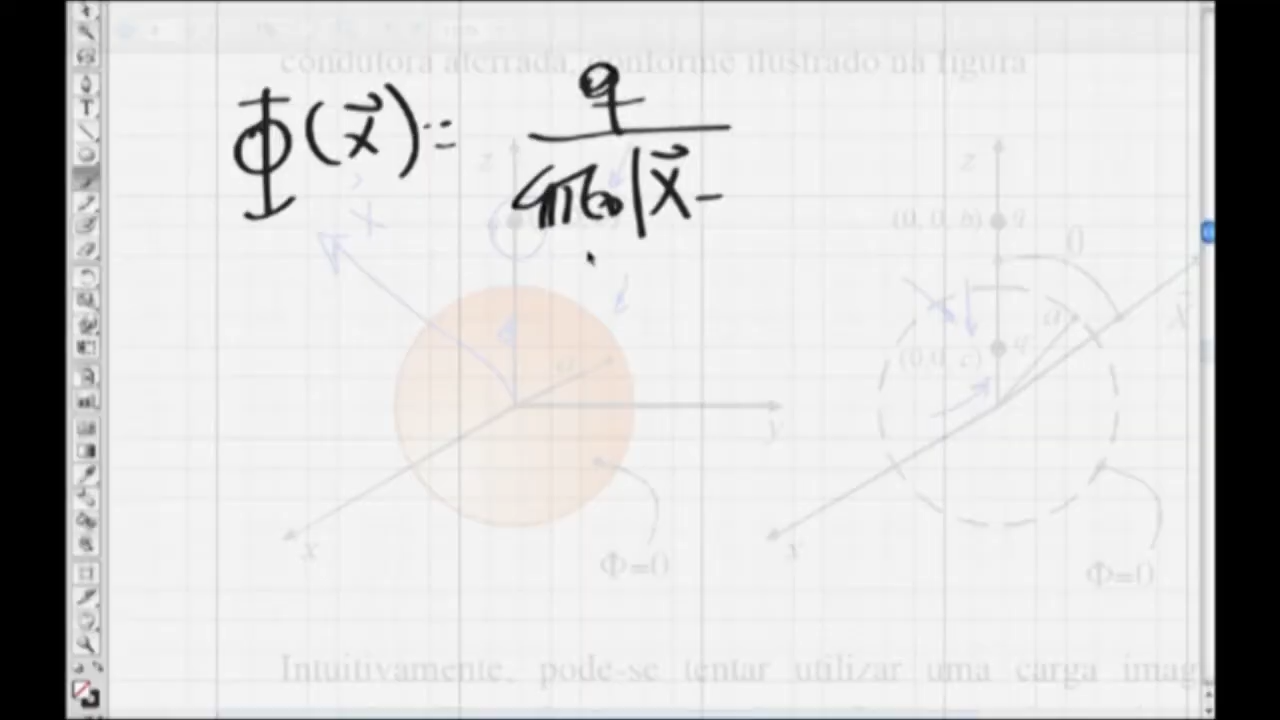 condutora aterrada, conforme ilustrado na figura
Φ(x⃗) = q
4πε₀|x⃗ -
z
z
(0, 0, b) q
θ
a
x⃗
a
(0,0 c) q'
y
x
x
Φ=0
Φ=0
Intuitivamente, pode-se tentar utilizar uma carga imag